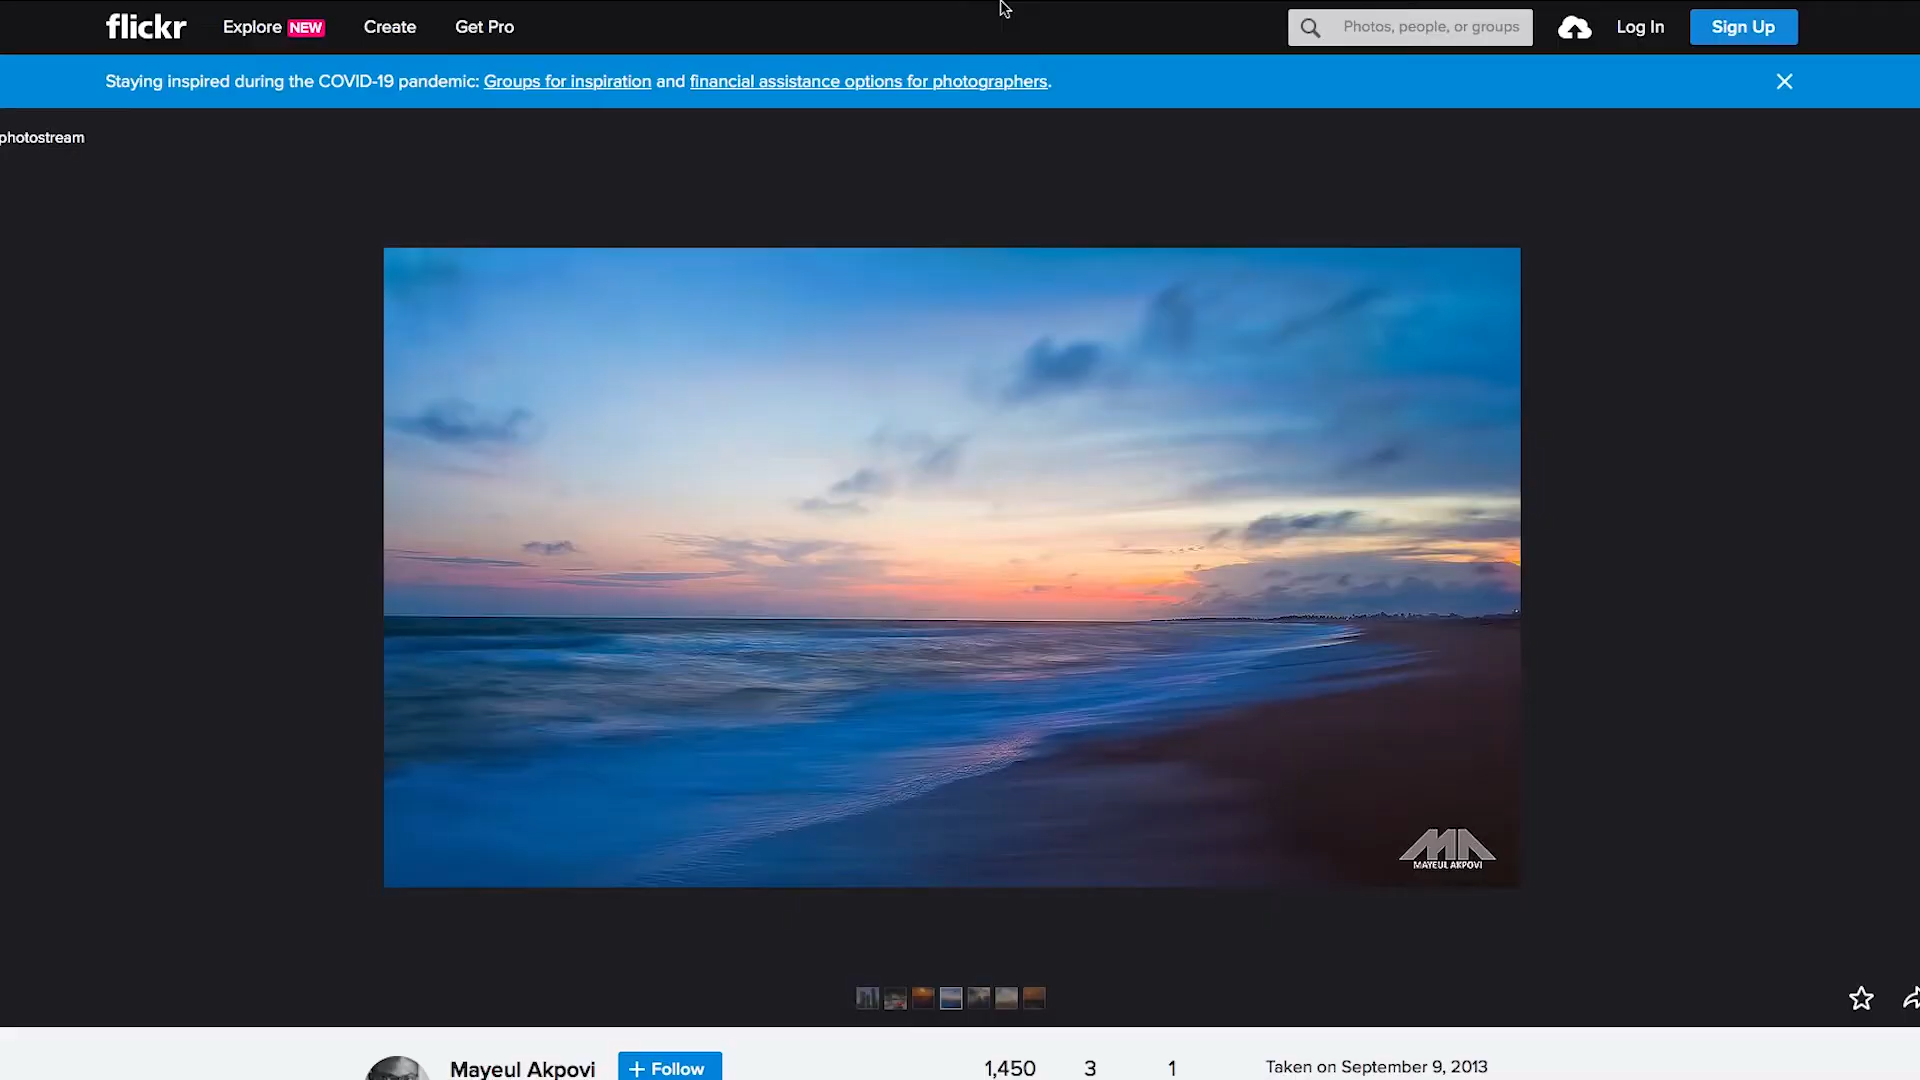 flickr Explore NEW Create Get Pro Photos, people, or groups Log In Sign Up
Staying inspired during the COVID-19 pandemic: Groups for inspiration and financial assistance options for photographers.
photostream
MA
MAYEUL AKPOVI
Mayeul Akpovi + Follow 1,450 3 1 Taken on September 9, 2013